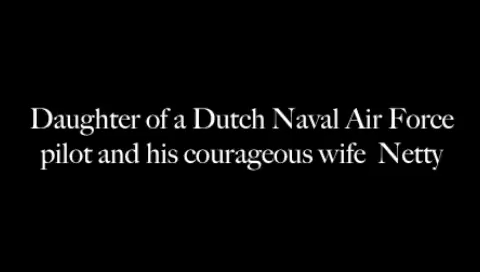 Daughter of a Dutch Naval Air Force
pilot and his courageous wife  Netty